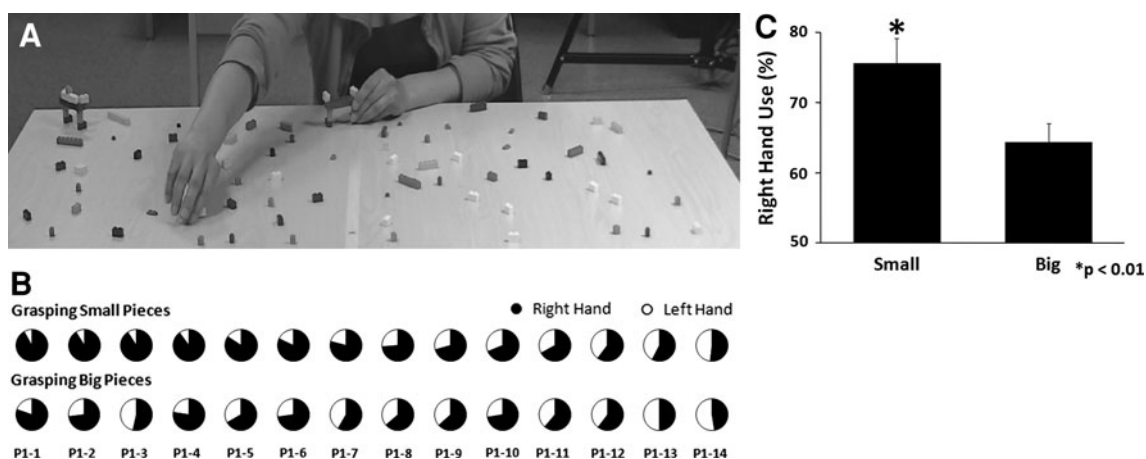 A
B
Grasping Small Pieces
Right Hand
Left Hand
Grasping Big Pieces
P1-1 P1-2 P1-3 P1-4 P1-5 P1-6 P1-7 P1-8 P1-9 P1-10 P1-11 P1-12 P1-13 P1-14
C
Right Hand Use (%)
80
*
70
60
50
Small Big *p < 0.01